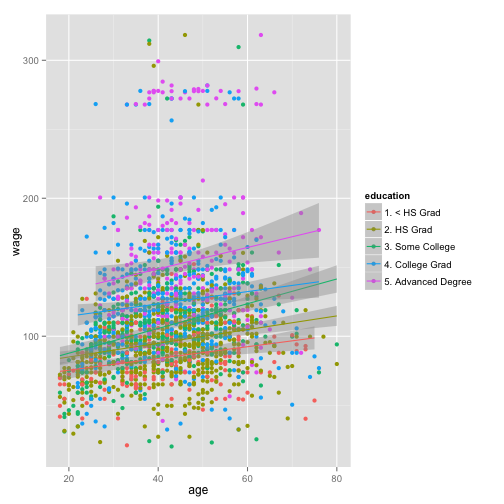 300
200
100
wage
20
40
60
80
age
education
1. < HS Grad
2. HS Grad
3. Some College
4. College Grad
5. Advanced Degree